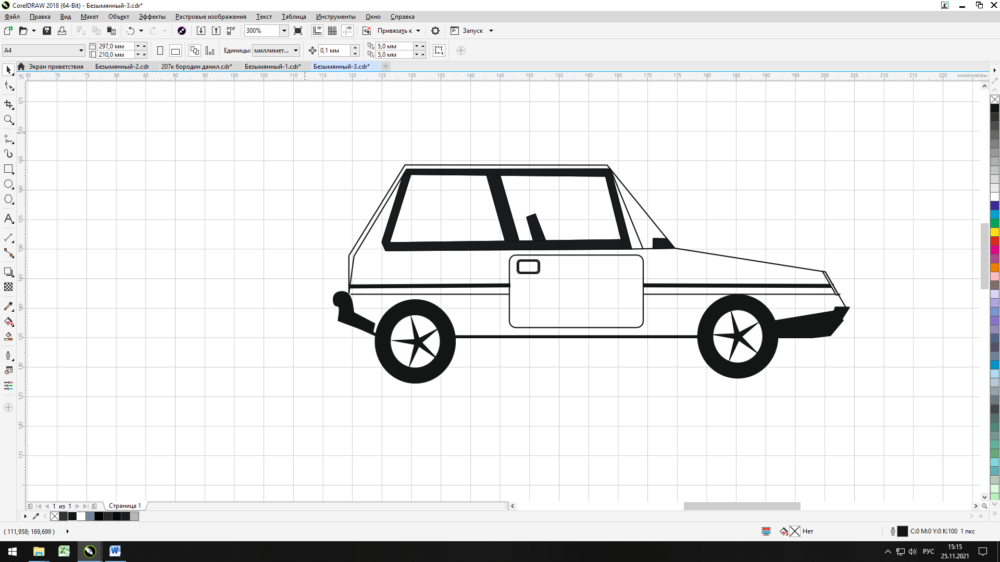 CorelDRAW 2018 (64-Bit) - Безымянный-3.cdr*
Файл Правка Вид Макет Объект Эффекты Растровые изображения Текст Таблица Инструменты Окно Справка
PDF 300% Привязать к Запуск
A4 297,0 мм 210,0 мм Единицы: миллимет... 0,1 мм 5,0 мм 5,0 мм
Экран приветствия Безымянный-2.cdr 207к бородин данил.cdr* Безымянный-1.cdr* Безымянный-3.cdr*
65 70 75 80 85 90 95 100 105 110 115 120 125 130 135 140 145 150 155 160 165 170 175 180 185 190 195 200 205 210 215 220 миллиметры
175
170
165
160
155
150
145
140
135
130
125
120
115
1 из 1 Страница 1
( 111,958; 169,699 ) Нет C:0 M:0 Y:0 K:100 1 пкс
РУС 15:15
25.11.2021